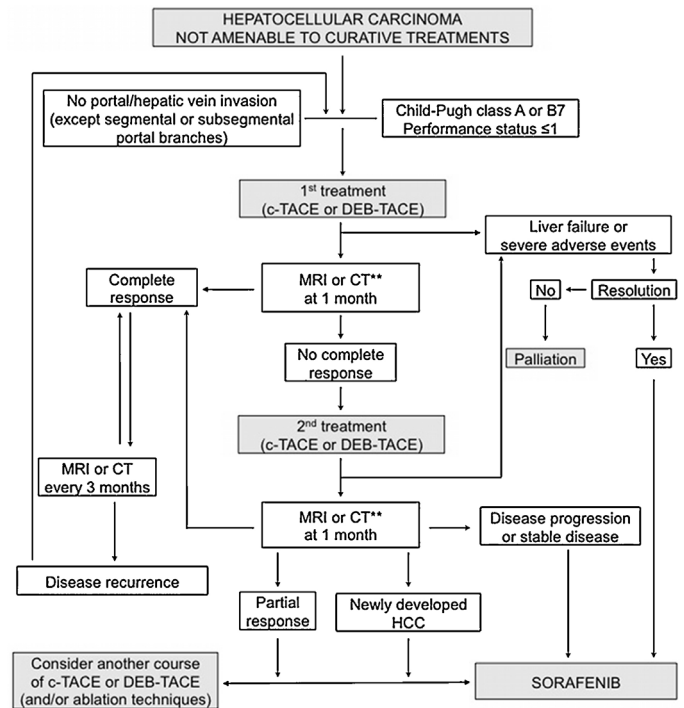 HEPATOCELLULAR CARCINOMA
NOT AMENABLE TO CURATIVE TREATMENTS
No portal/hepatic vein invasion
(except segmental or subsegmental
portal branches)
Child-Pugh class A or B7
Performance status ≤1
1st treatment
(c-TACE or DEB-TACE)
Liver failure or
severe adverse events
Complete
response
MRI or CT**
at 1 month
No
Resolution
No complete
response
Palliation
Yes
2nd treatment
(c-TACE or DEB-TACE)
MRI or CT
every 3 months
MRI or CT**
at 1 month
Disease progression
or stable disease
Disease recurrence
Partial
response
Newly developed
HCC
Consider another course
of c-TACE or DEB-TACE
(and/or ablation techniques)
SORAFENIB